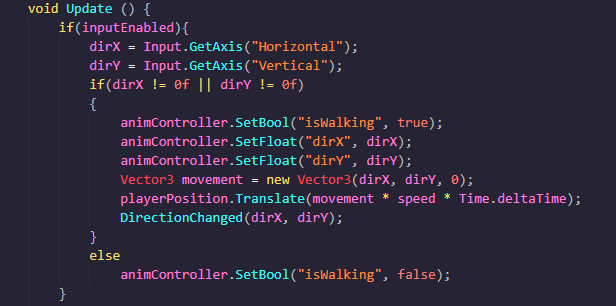 void Update () {
    if(inputEnabled){
        dirX = Input.GetAxis("Horizontal");
        dirY = Input.GetAxis("Vertical");
        if(dirX != 0f || dirY != 0f)
        {
            animController.SetBool("isWalking", true);
            animController.SetFloat("dirX", dirX);
            animController.SetFloat("dirY", dirY);
            Vector3 movement = new Vector3(dirX, dirY, 0);
            playerPosition.Translate(movement * speed * Time.deltaTime);
            DirectionChanged(dirX, dirY);
        }
        else
            animController.SetBool("isWalking", false);
    }